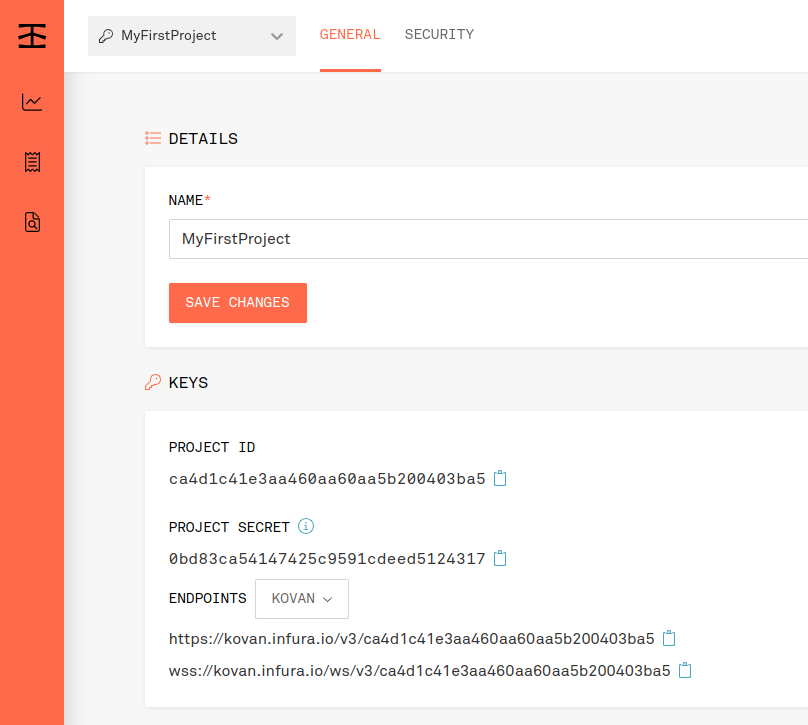 MyFirstProject
GENERAL
SECURITY
DETAILS
NAME*
MyFirstProject
SAVE CHANGES
KEYS
PROJECT ID
ca4d1c41e3aa460aa60aa5b200403ba5
PROJECT SECRET
0bd83ca54147425c9591cdeed5124317
ENDPOINTS KOVAN
https://kovan.infura.io/v3/ca4d1c41e3aa460aa60aa5b200403ba5
wss://kovan.infura.io/ws/v3/ca4d1c41e3aa460aa60aa5b200403ba5